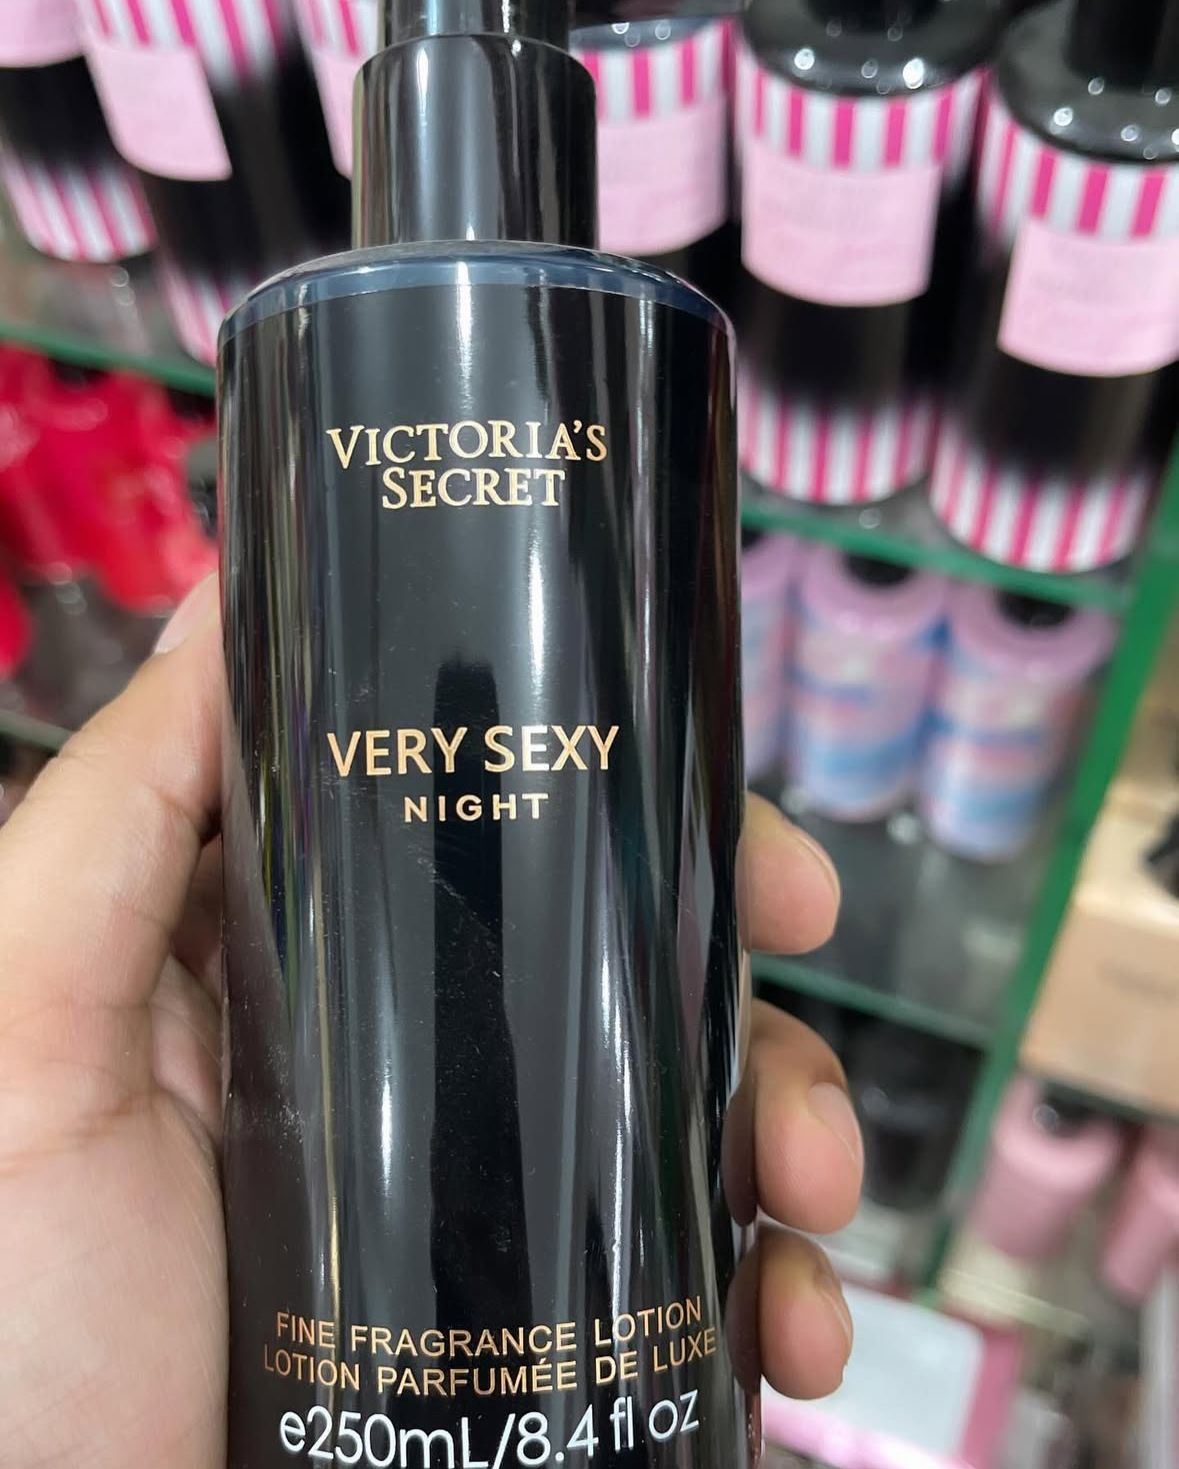 VICTORIA'S
SECRET
VERY SEXY
NIGHT
FINE FRAGRANCE LOTION
LOTION PARFUMÉE DE LUXE
e250mL/8.4 fl oz